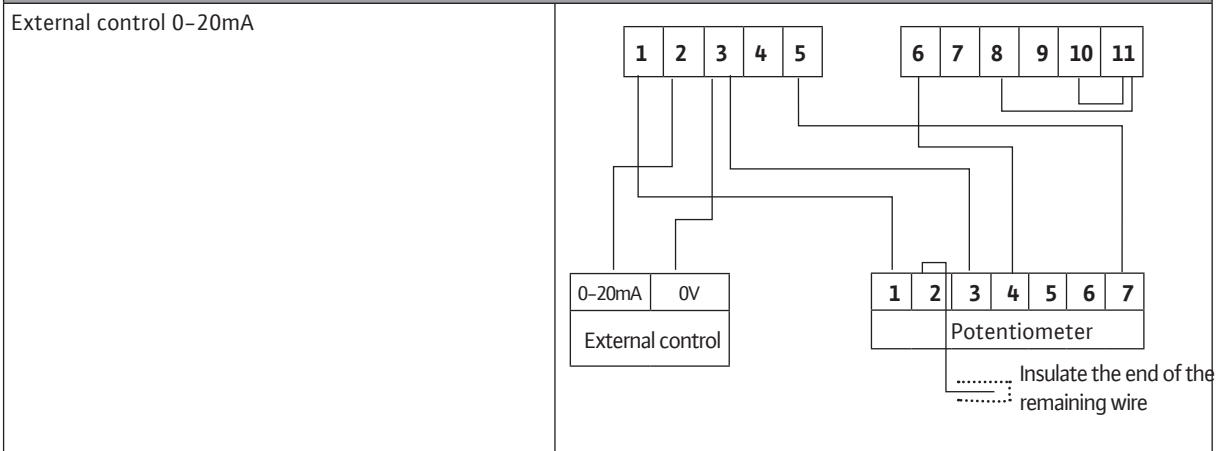 External control 0–20mA
1 2 3 4 5
6 7 8 9 10 11
0–20mA 0V
External control
1 2 3 4 5 6 7
Potentiometer
Insulate the end of the
remaining wire